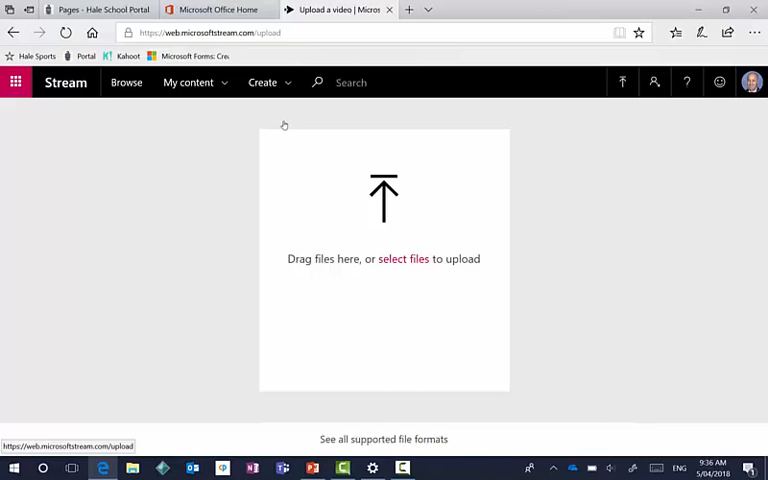 Pages - Hale School Portal
Microsoft Office Home
Upload a video | Micros
https://web.microsoftstream.com/upload
Hale Sports
Portal
Kahoot
Microsoft Forms: Cre
Stream
Browse
My content
Create
Search
Drag files here, or select files to upload
See all supported file formats
https://web.microsoftstream.com/upload
ENG
9:36 AM
5/04/2018